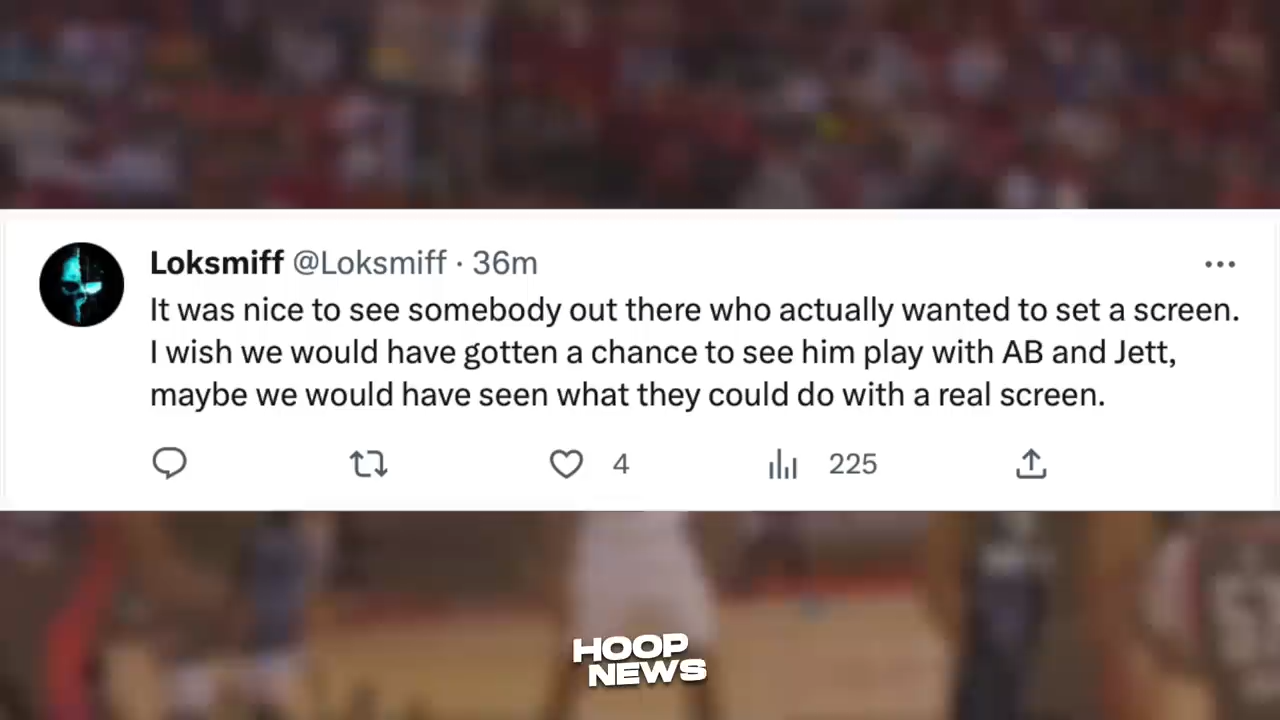 Loksmiff @Loksmiff · 36m
It was nice to see somebody out there who actually wanted to set a screen.
I wish we would have gotten a chance to see him play with AB and Jett,
maybe we would have seen what they could do with a real screen.
4 225
HOOP
NEWS